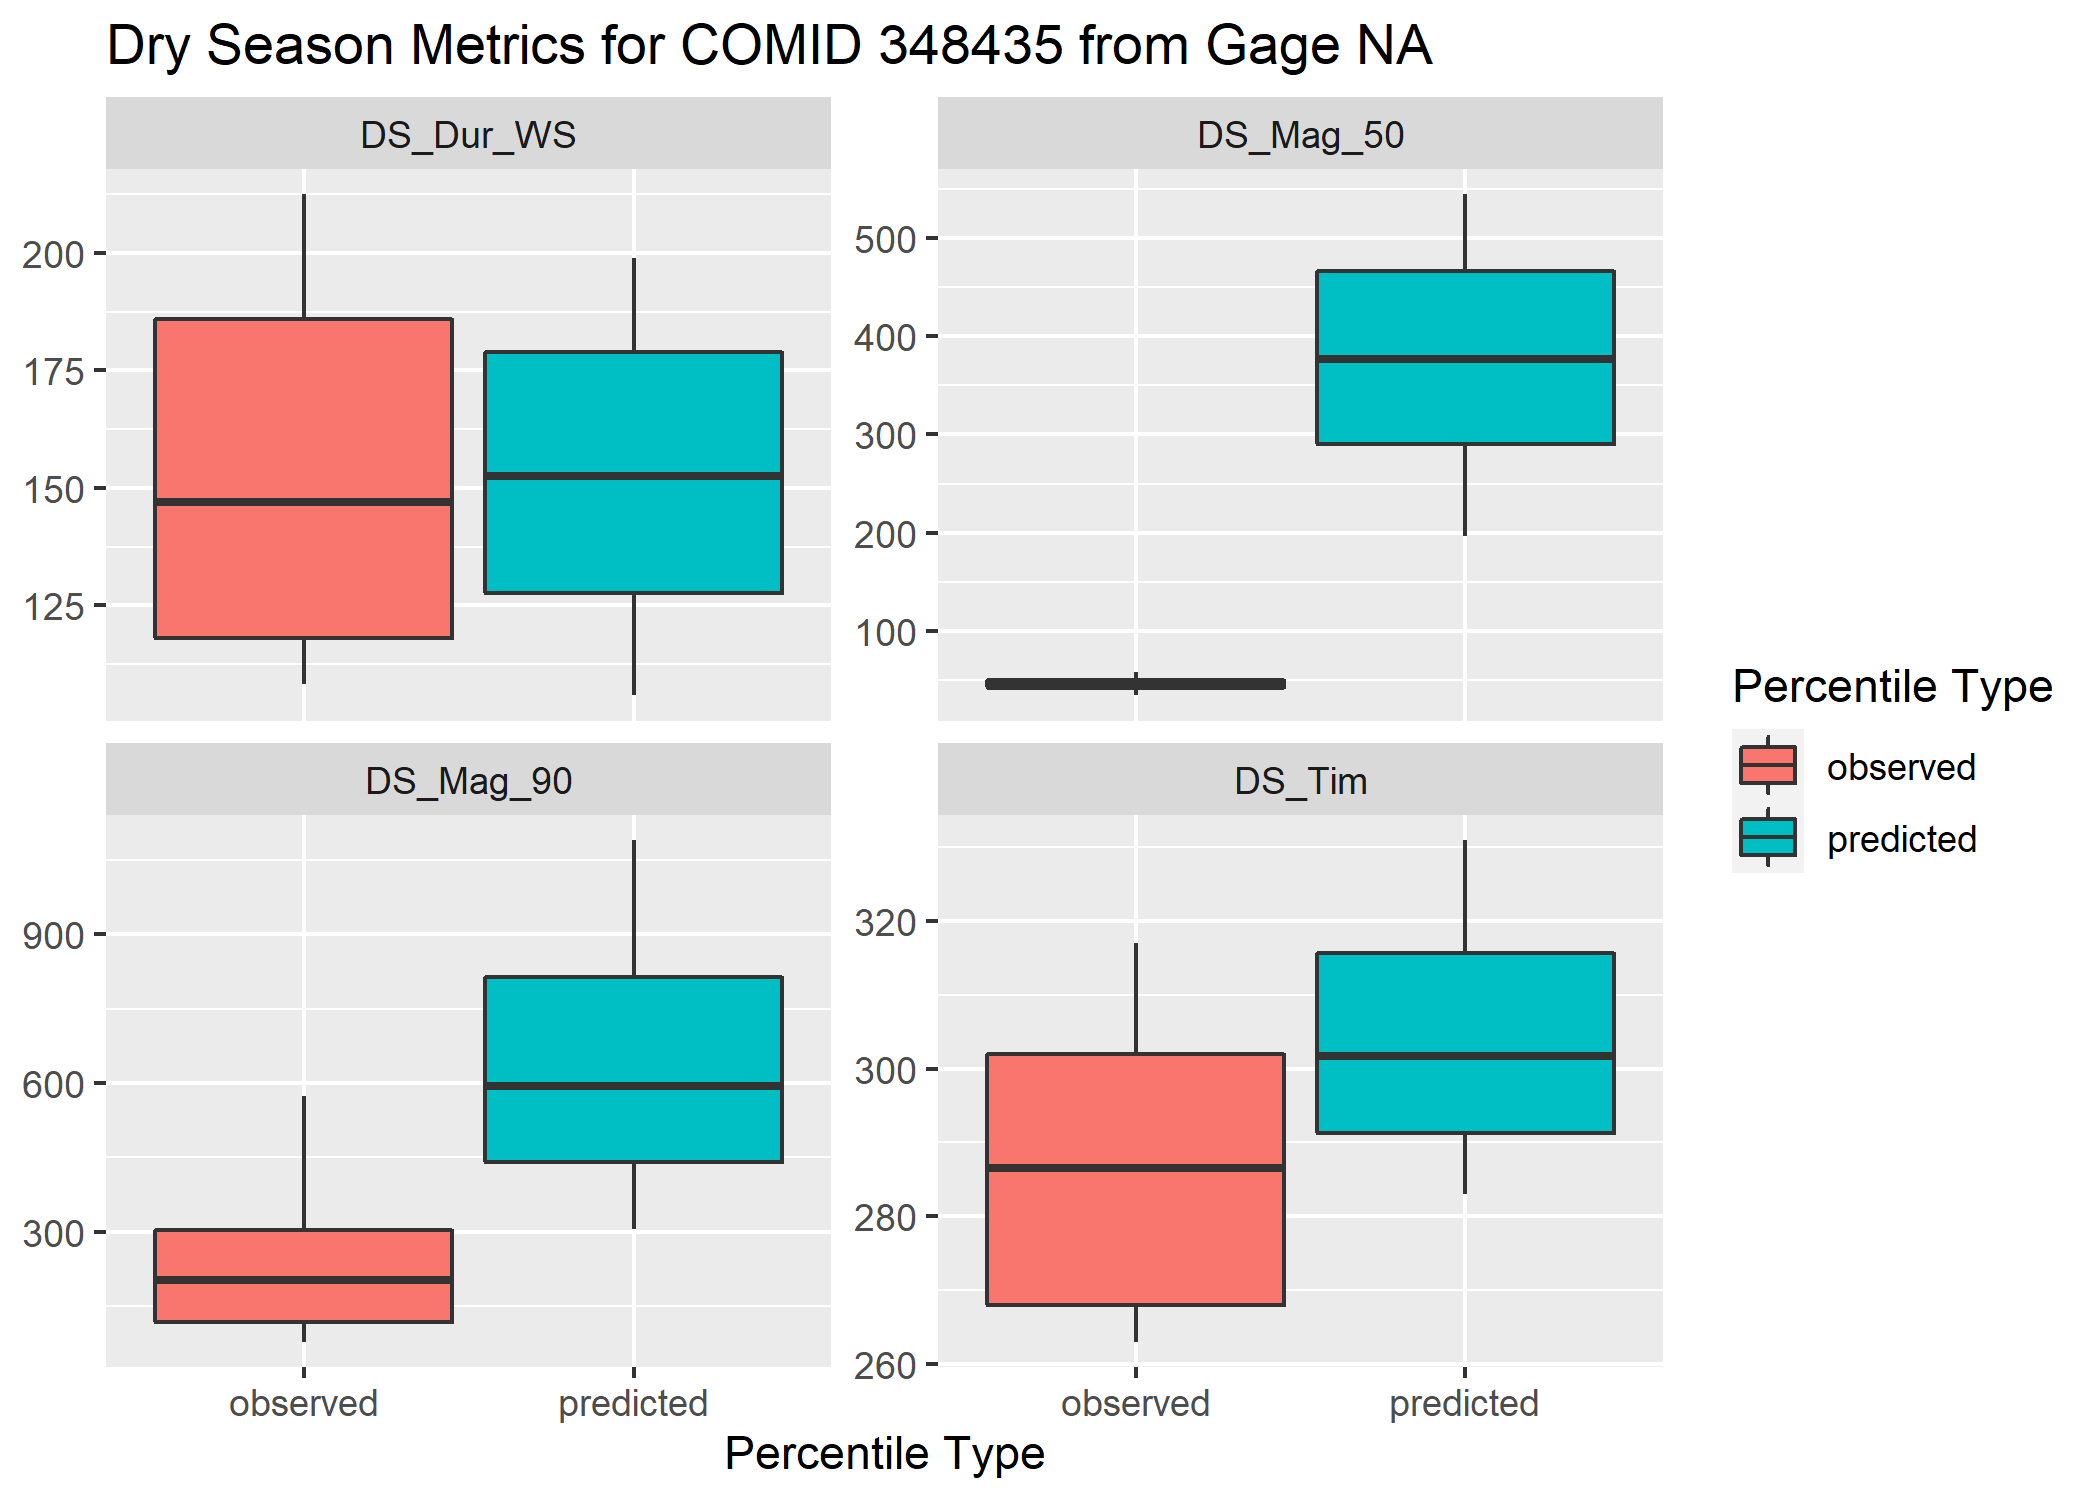 Dry Season Metrics for COMID 348435 from Gage NA
DS_Dur_WS
DS_Mag_50
200
175
150
125
500
400
300
200
100
DS_Mag_90
DS_Tim
900
600
300
320
300
280
260
observed
predicted
observed
predicted
Percentile Type
Percentile Type
observed
predicted